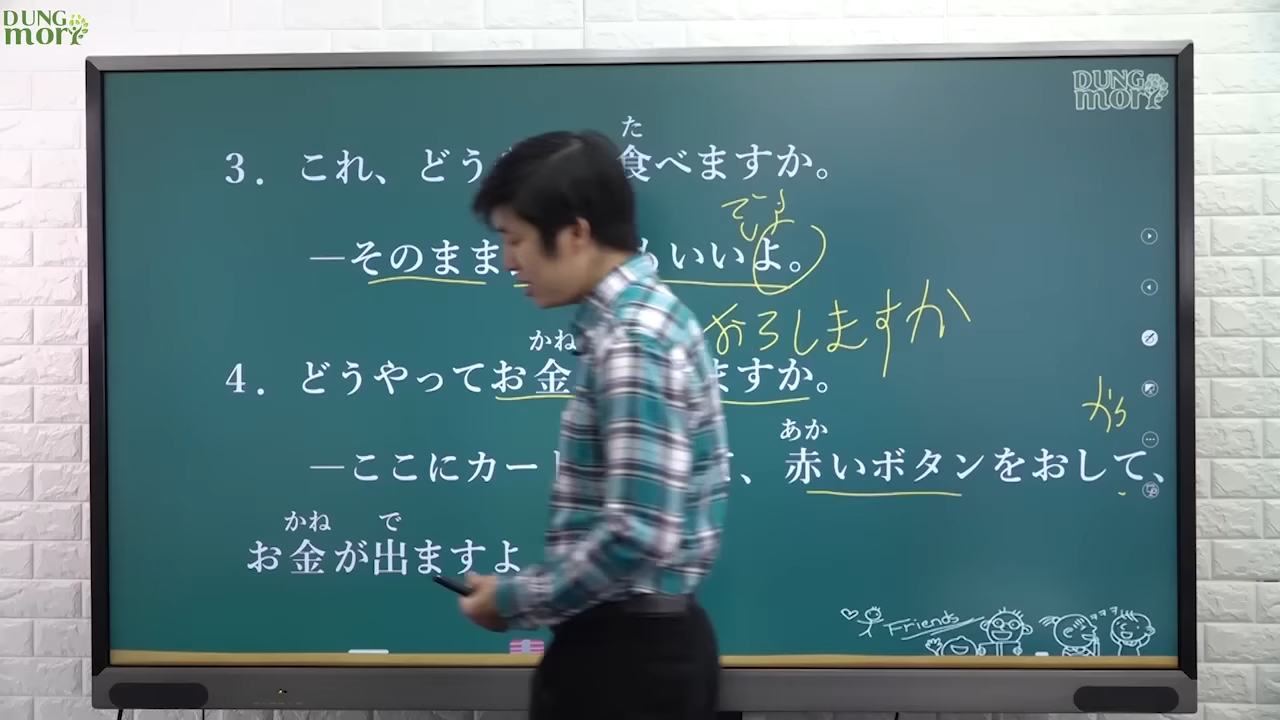 DUNG
mori
DUNG
mori
た
3. これ、どう 食べますか。
でしょ
—そのまま もいいよ。
おろしますか
かね
4. どうやってお金 ますか。
から
あか
—ここにカー 、赤いボタンをおして、
かね で
お金が出ますよ
Friends